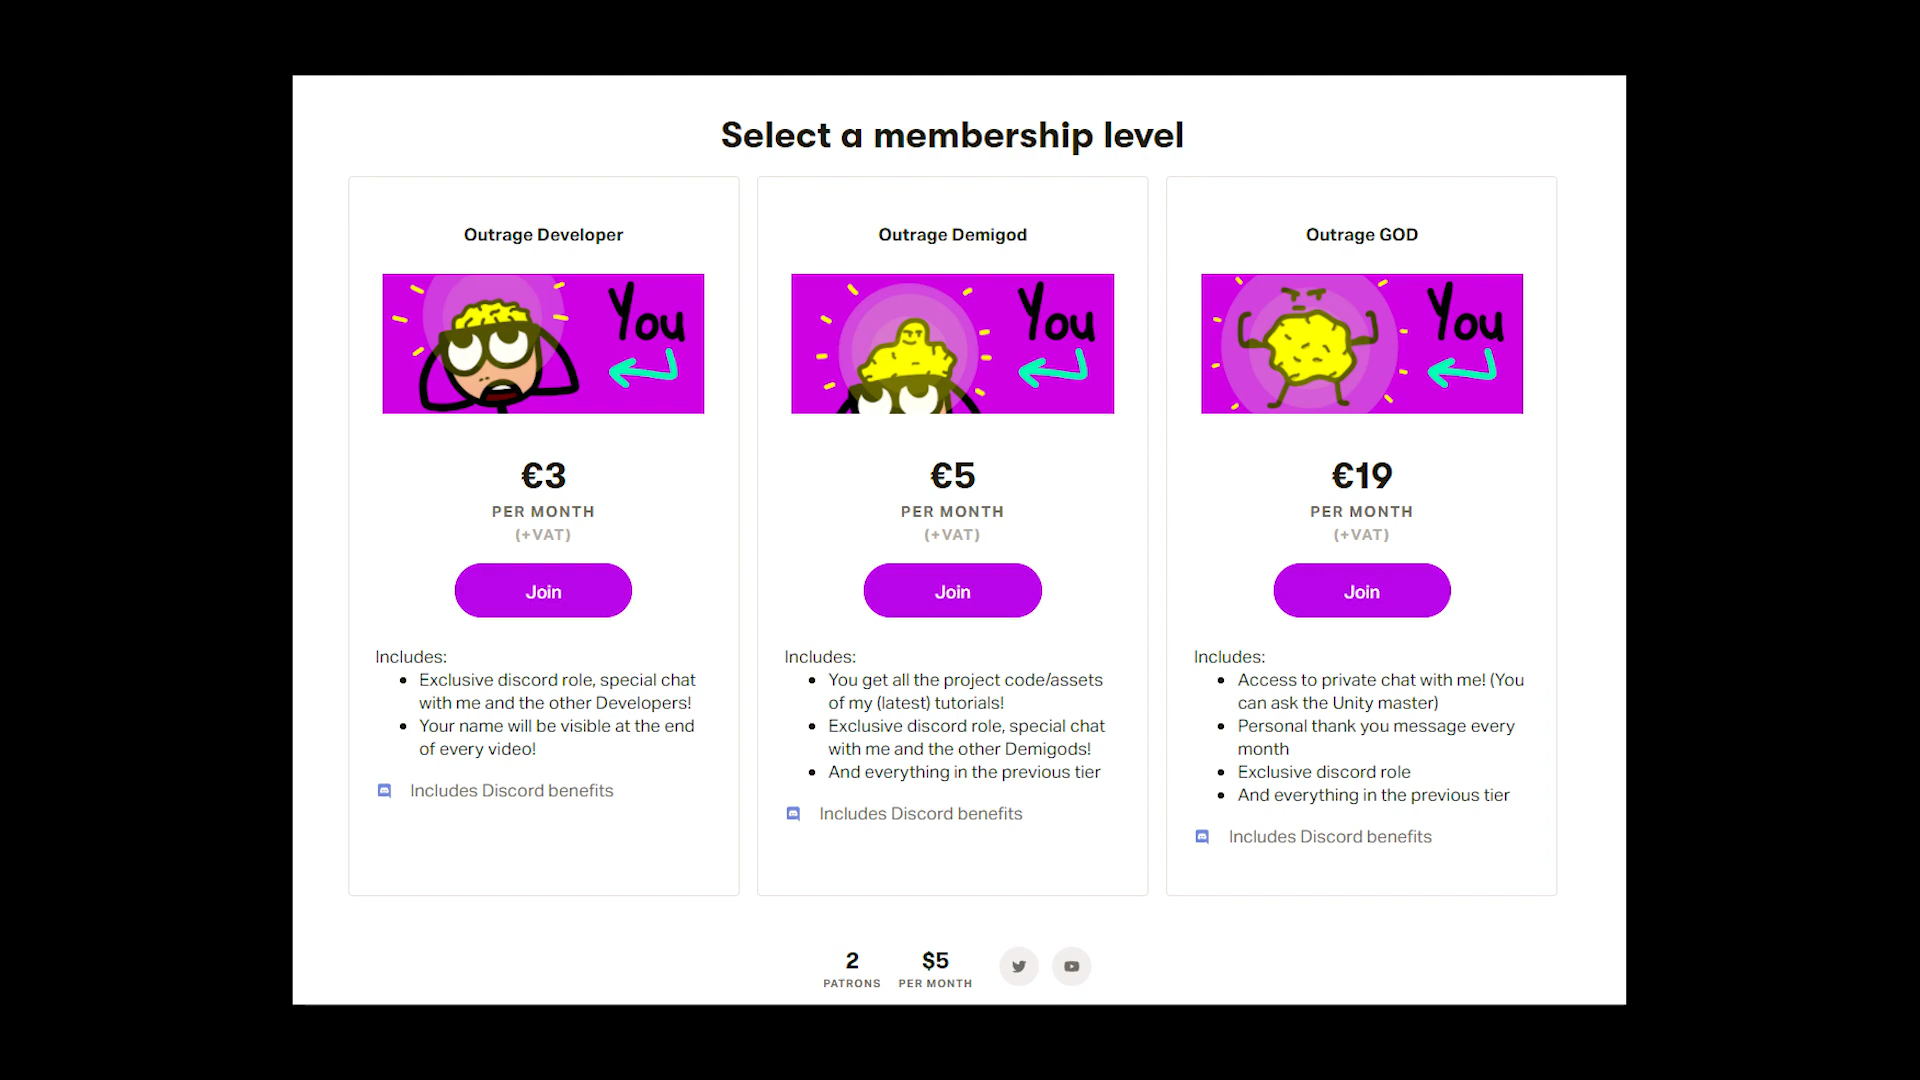 Select a membership level
Outrage Developer
You
€3
PER MONTH
(+VAT)
Join
Includes:
Exclusive discord role, special chat
with me and the other Developers!
Your name will be visible at the end
of every video!
Includes Discord benefits
Outrage Demigod
You
€5
PER MONTH
(+VAT)
Join
Includes:
You get all the project code/assets
of my (latest) tutorials!
Exclusive discord role, special chat
with me and the other Demigods!
And everything in the previous tier
Includes Discord benefits
Outrage GOD
You
€19
PER MONTH
(+VAT)
Join
Includes:
Access to private chat with me! (You
can ask the Unity master)
Personal thank you message every
month
Exclusive discord role
And everything in the previous tier
Includes Discord benefits
2
PATRONS
$5
PER MONTH